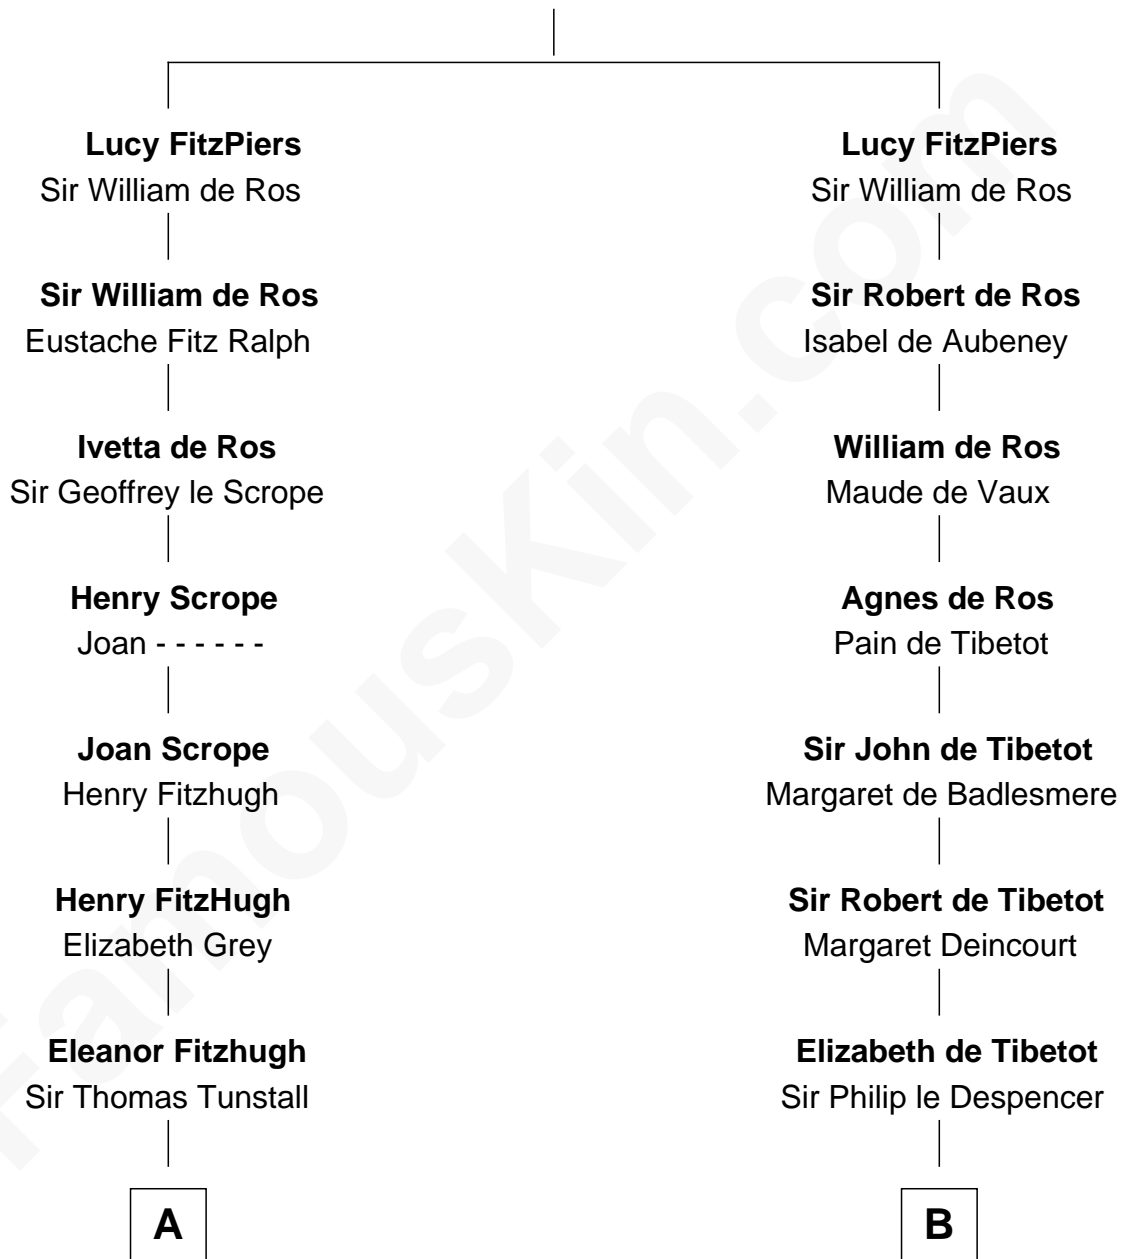 Lucy FitzPiers
Sir William de Ros
Sir William de Ros
Eustache Fitz Ralph
Ivetta de Ros
Sir Geoffrey le Scrope
Henry Scrope
Joan - - - - - -
Joan Scrope
Henry Fitzhugh
Henry FitzHugh
Elizabeth Grey
Eleanor Fitzhugh
Sir Thomas Tunstall
A
Lucy FitzPiers
Sir William de Ros
Sir Robert de Ros
Isabel de Aubeney
William de Ros
Maude de Vaux
Agnes de Ros
Pain de Tibetot
Sir John de Tibetot
Margaret de Badlesmere
Sir Robert de Tibetot
Margaret Deincourt
Elizabeth de Tibetot
Sir Philip le Despencer
B
FamousKin.com